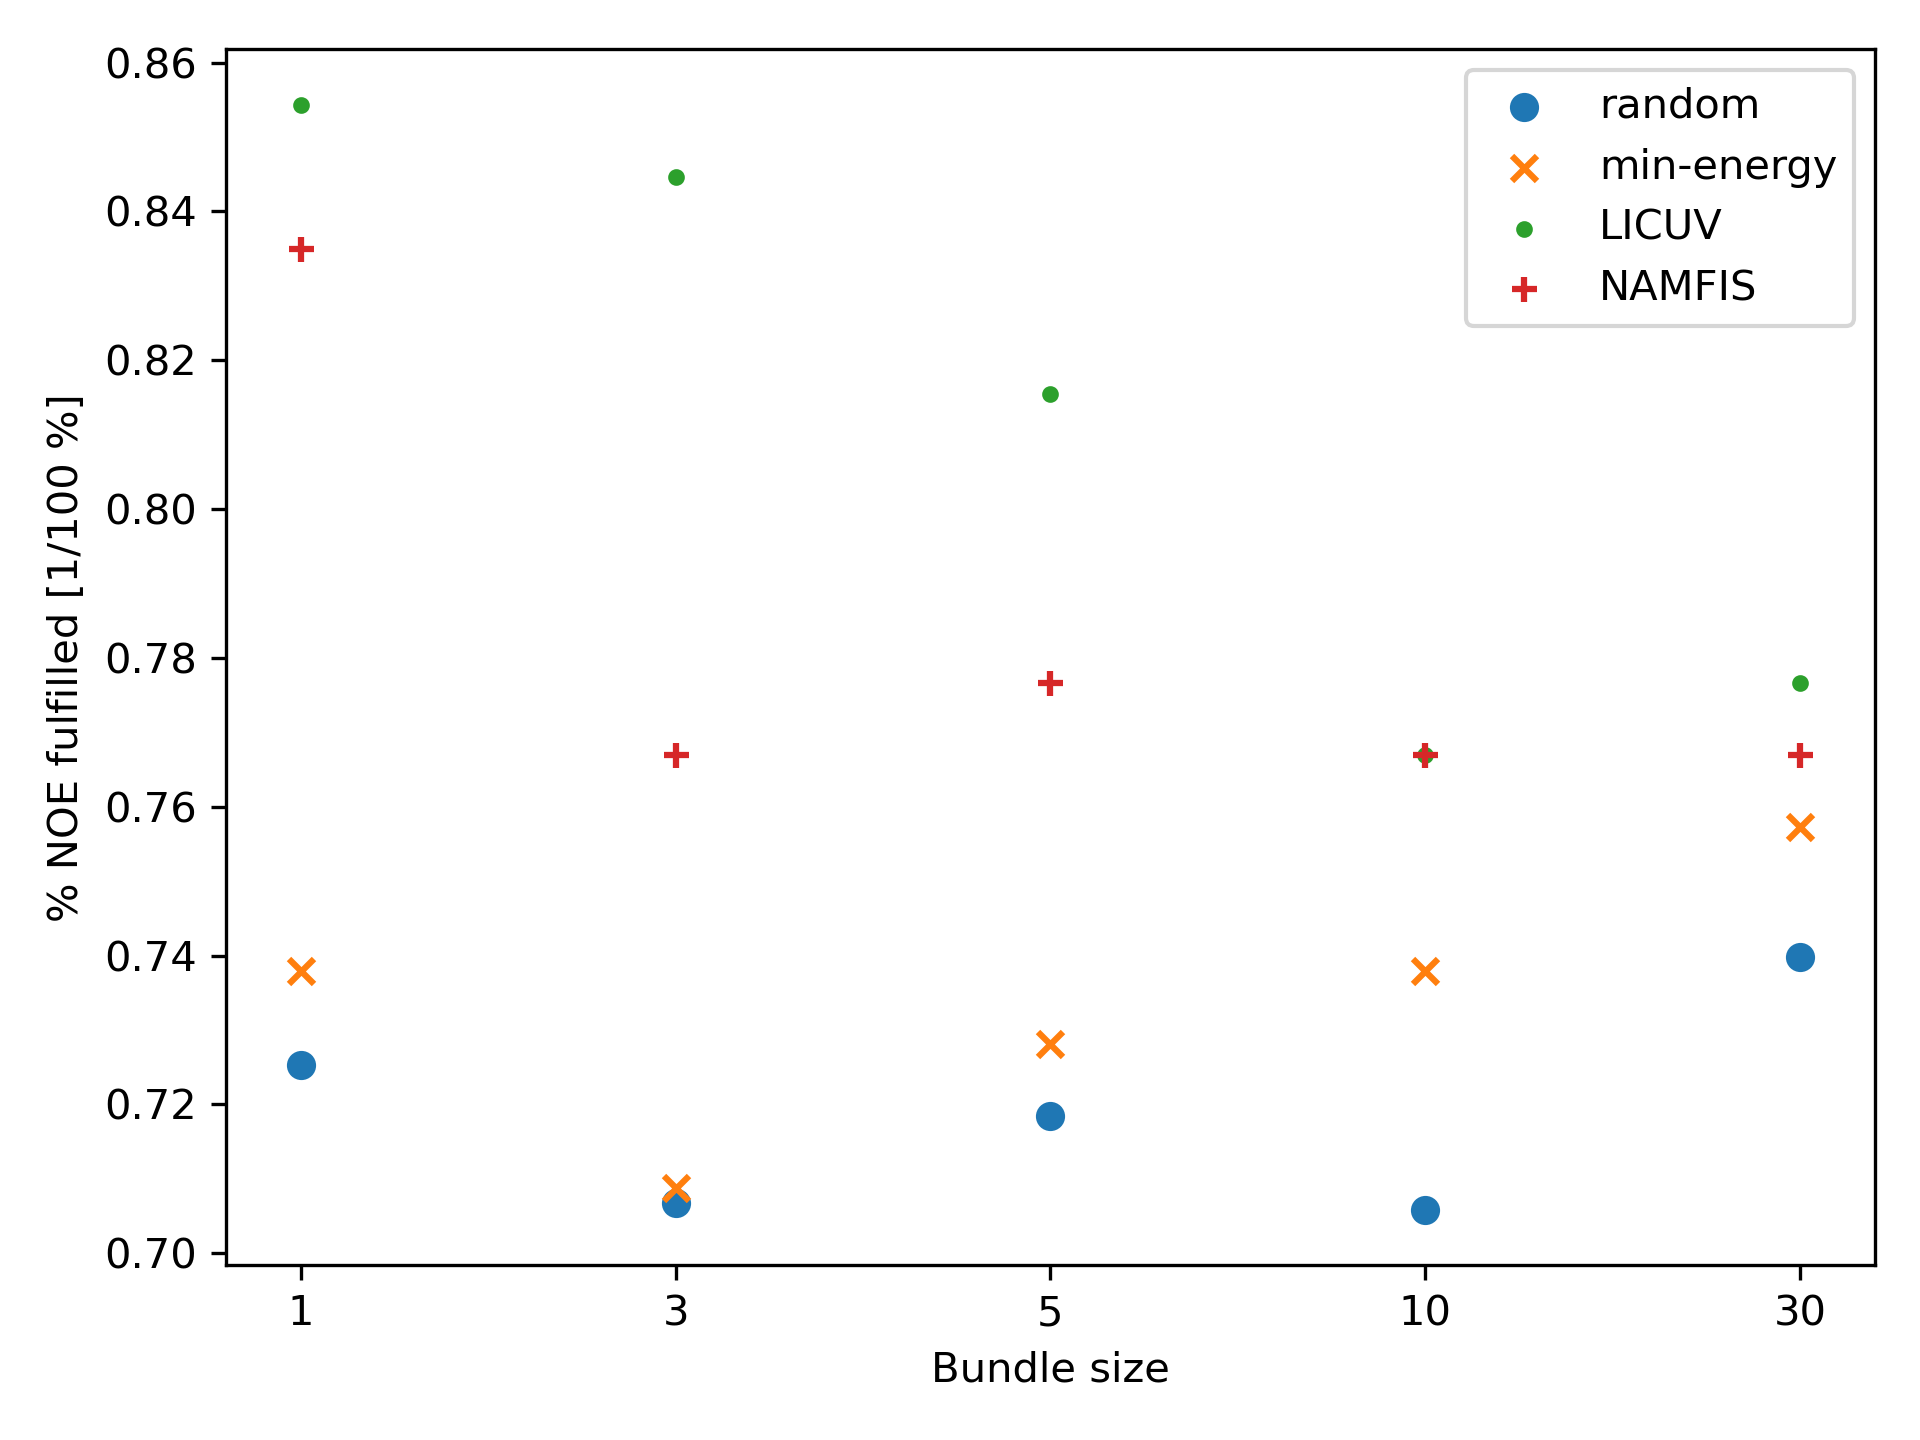 0.86
0.84
0.82
0.80
0.78
0.76
0.74
0.72
0.70
% NOE fulfilled [1/100 %]
random
min-energy
LICUV
NAMFIS
1 3 5 10 30
Bundle size